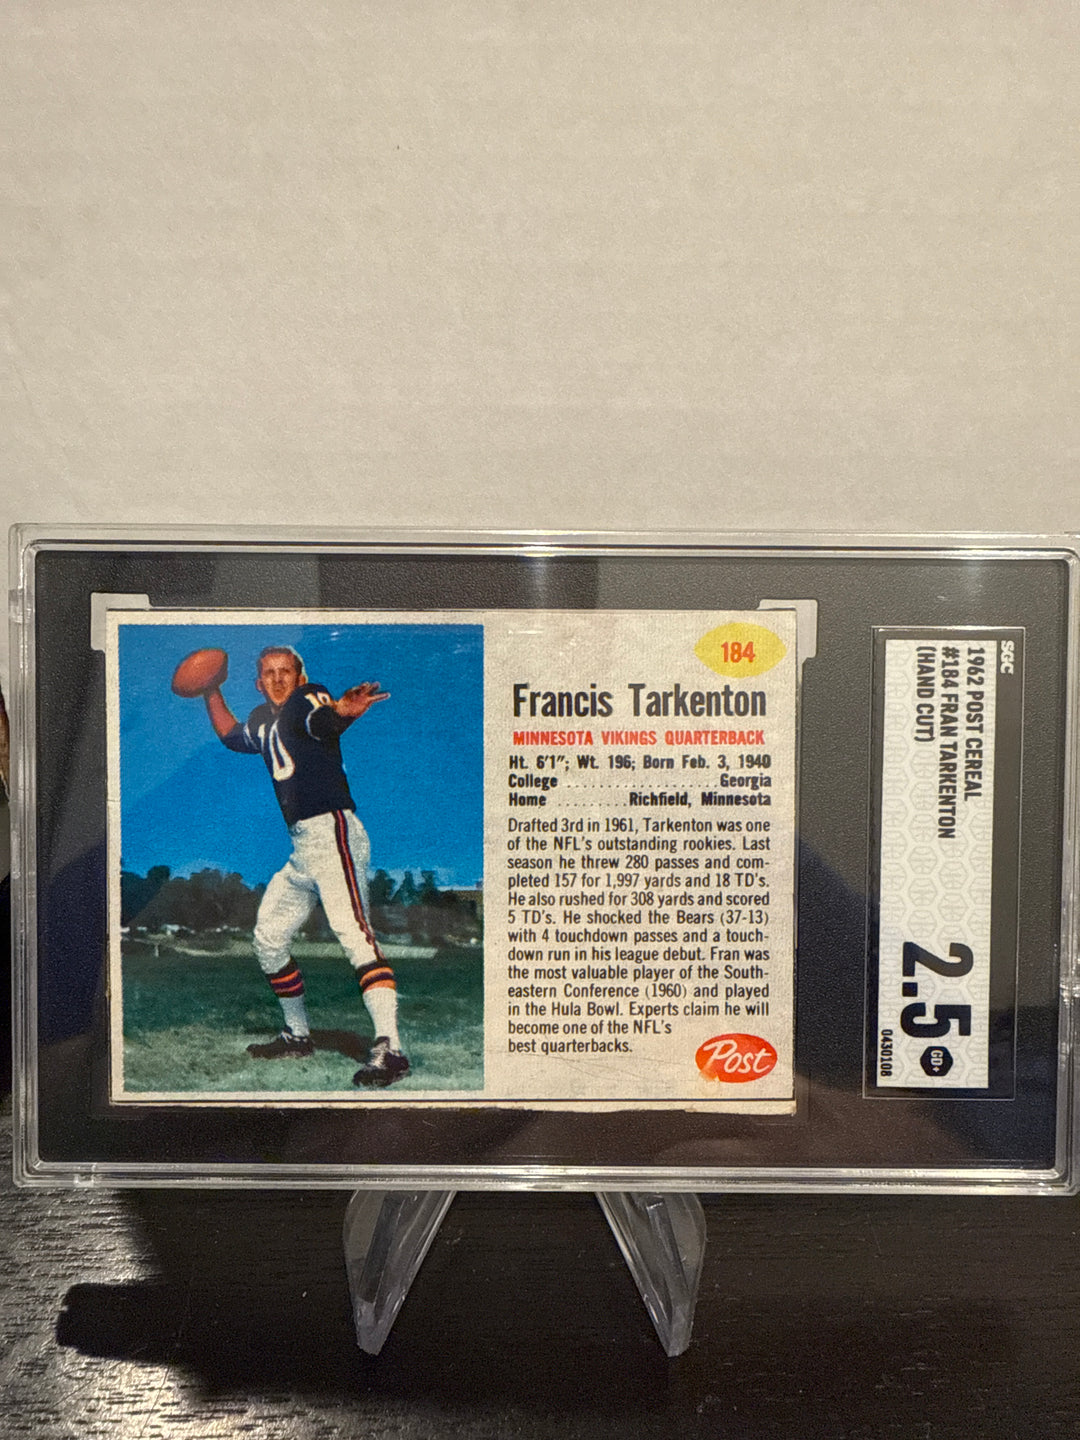 10
10
184
Francis Tarkenton
MINNESOTA VIKINGS QUARTERBACK
Ht. 6'1"; Wt. 196; Born Feb. 3, 1940
College ...................Georgia
Home .........Richfield, Minnesota
Drafted 3rd in 1961, Tarkenton was one
of the NFL's outstanding rookies. Last
season he threw 280 passes and com-
pleted 157 for 1,997 yards and 18 TD's.
He also rushed for 308 yards and scored
5 TD's. He shocked the Bears (37-13)
with 4 touchdown passes and a touch-
down run in his league debut. Fran was
the most valuable player of the South-
eastern Conference (1960) and played
in the Hula Bowl. Experts claim he will
become one of the NFL's
best quarterbacks.
Post
SGC
1962 POST CEREAL
#184 FRAN TARKENTON
(HAND CUT)
2.5
GD+
0430108